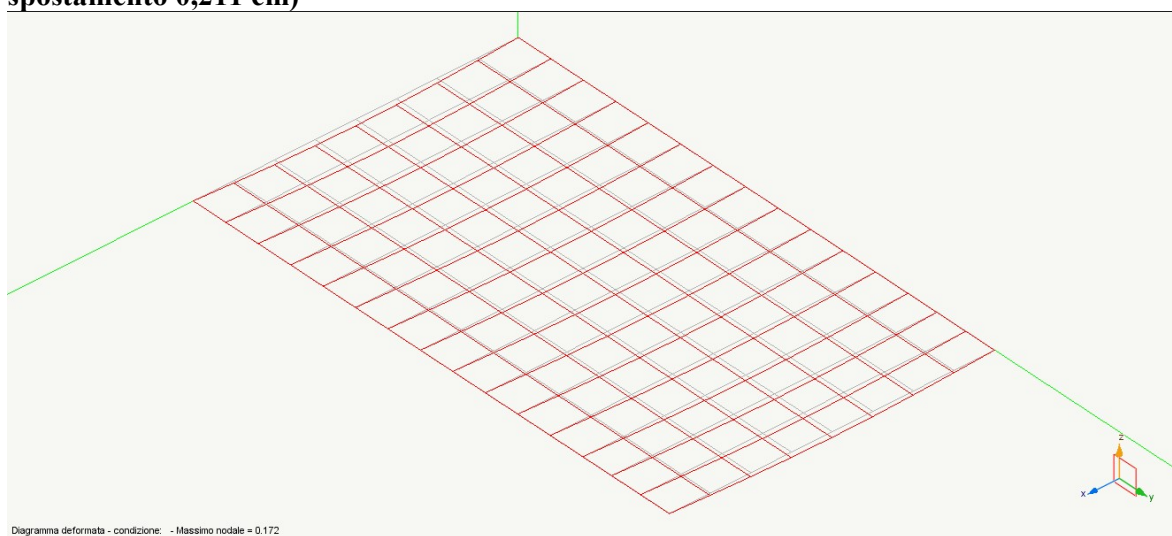 spostamento 0,211 cm)
z
x
y
Diagramma deformata - condizione: - Massimo nodale = 0.172